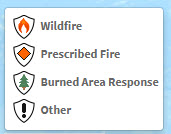 Wildfire
Prescribed Fire
Burned Area Response
Other